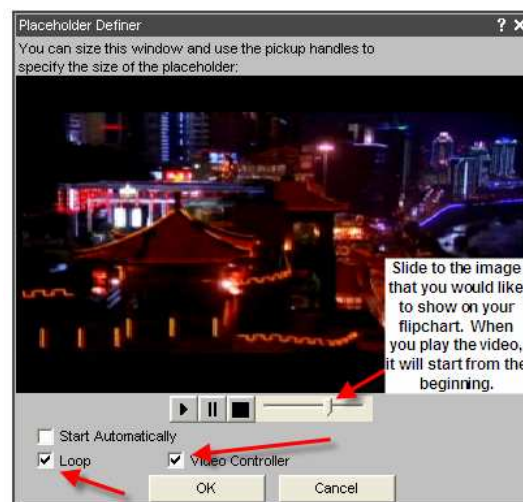 Placeholder Definer
You can size this window and use the pickup handles to
specify the size of the placeholder:
Slide to the image
that you would like
to show on your
flipchart. When
you play the video,
it will start from the
beginning.
Start Automatically
Loop
Video Controller
OK
Cancel